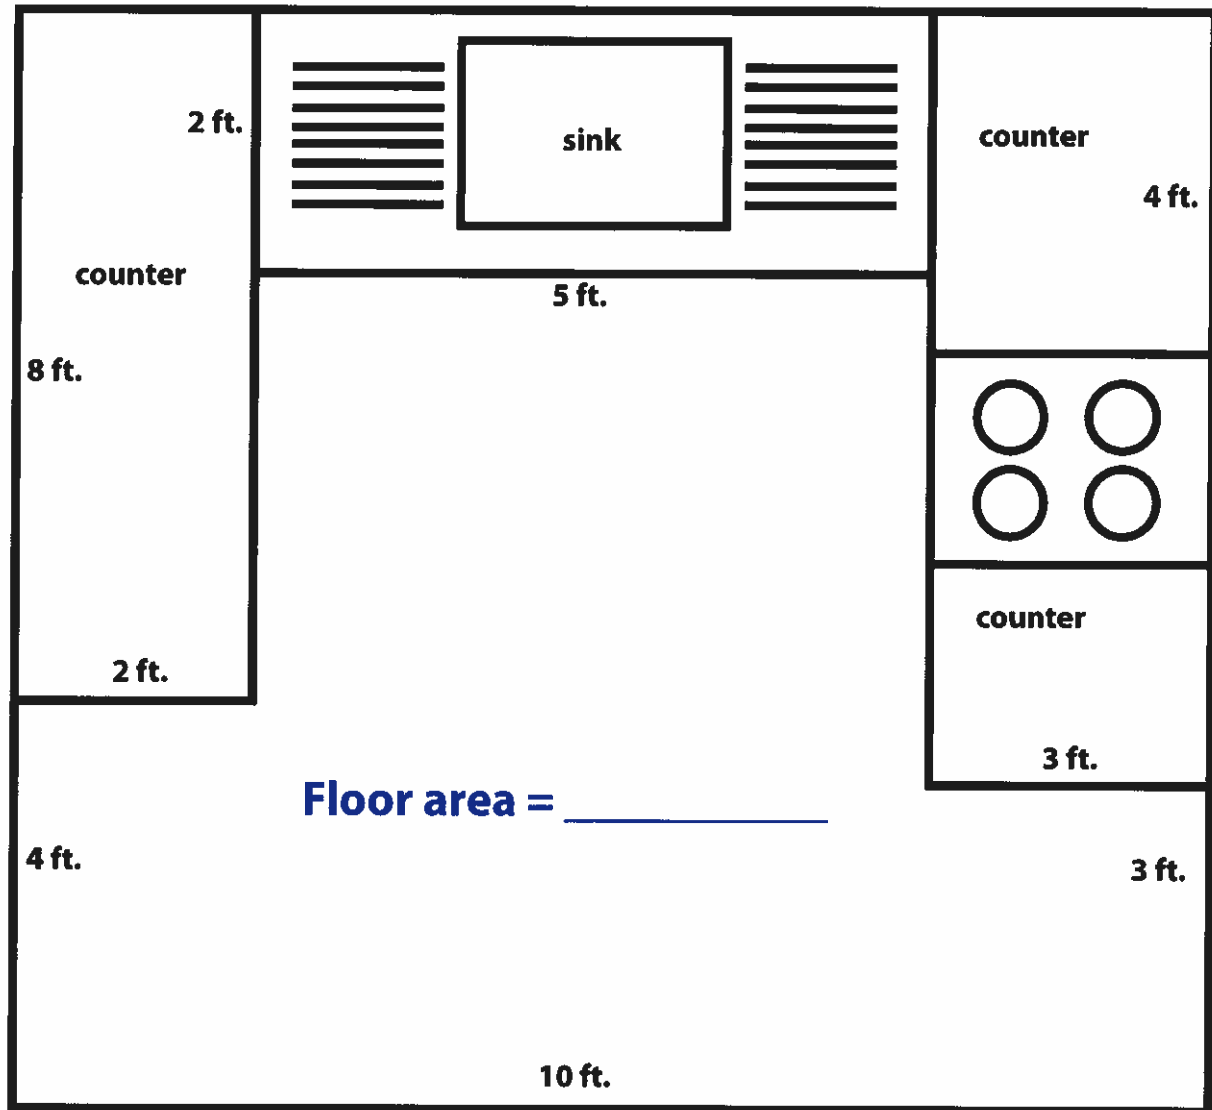 2 ft.
sink
counter
4 ft.
counter
5 ft.
8 ft.
counter
2 ft.
3 ft.
Floor area = __________
4 ft.
3 ft.
10 ft.